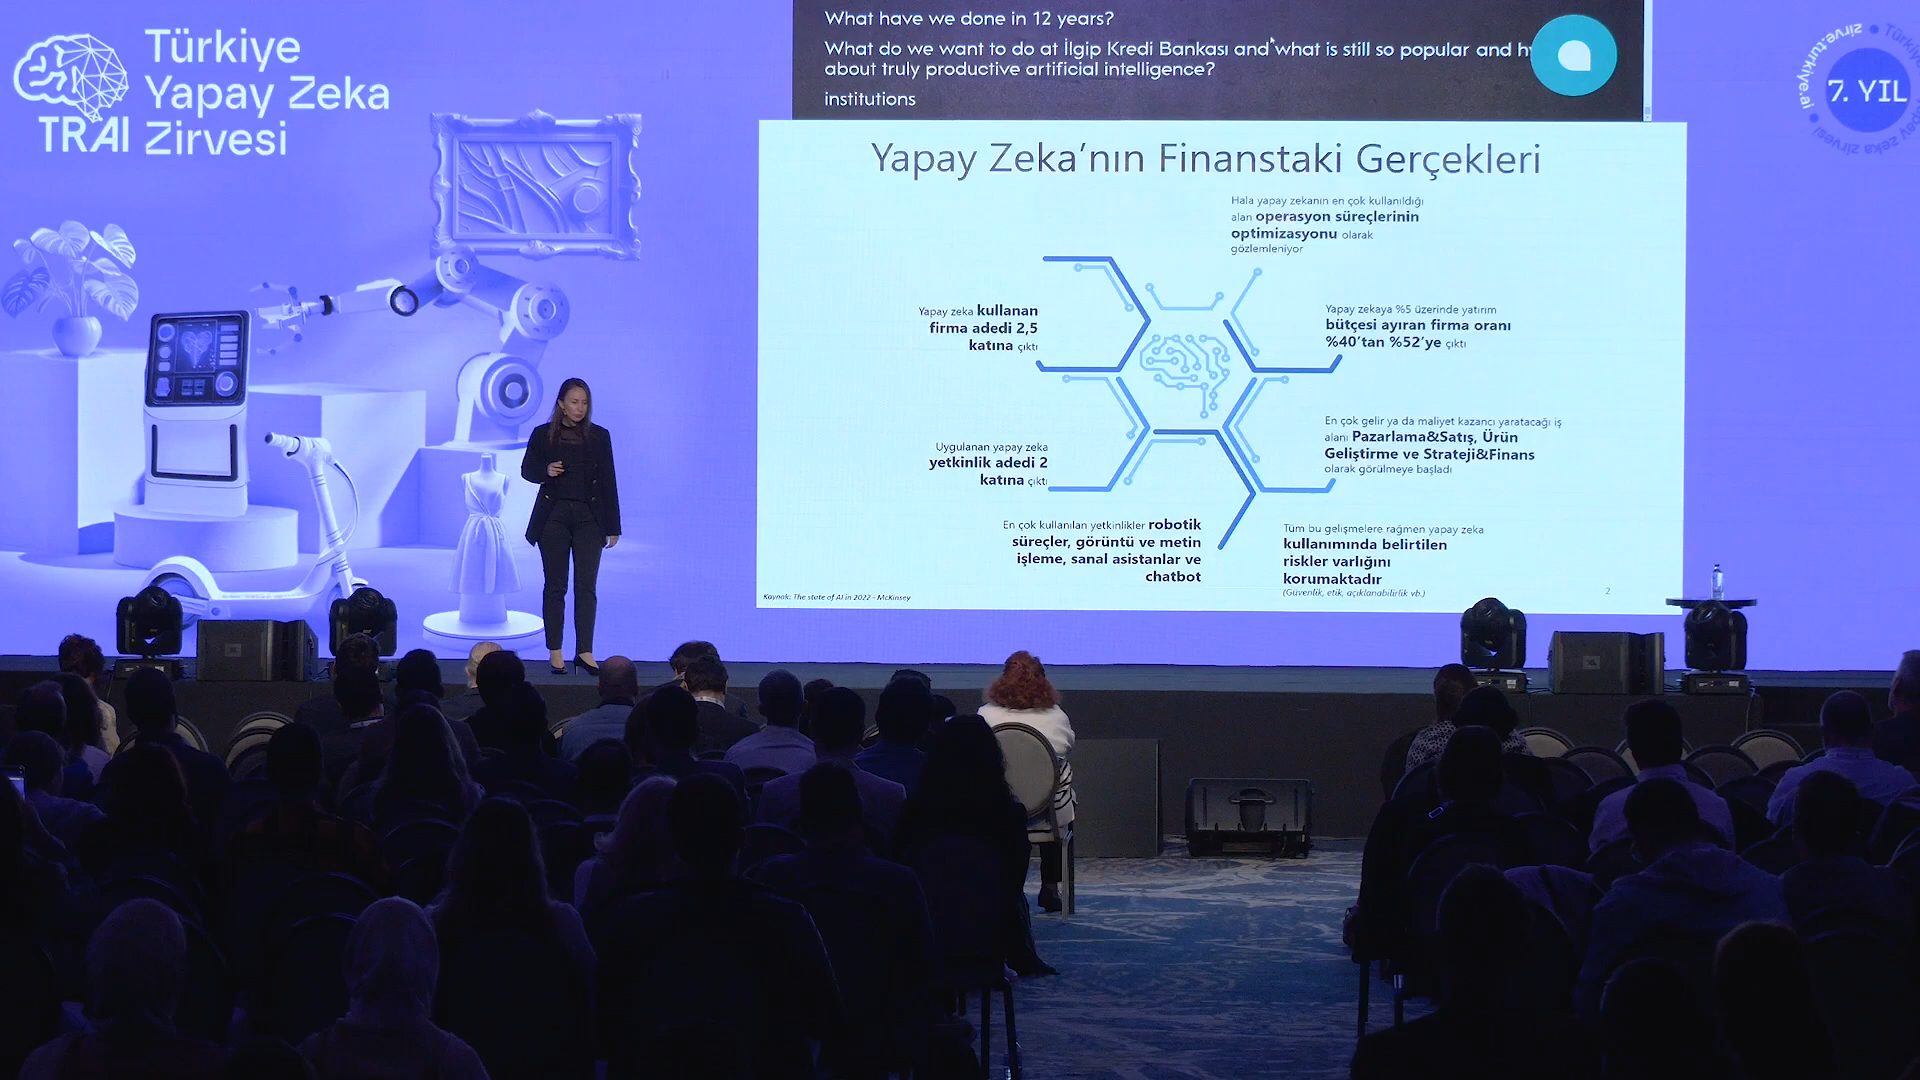 Türkiye
Yapay Zeka
TRAI Zirvesi
What have we done in 12 years?
What do we want to do at İlgip Kredi Bankası and what is still so popular and hy
about truly productive artificial intelligence?
institutions
7. YIL
zirve.turkiye.ai
Yapay Zeka'nın Finanstaki Gerçekleri
Hala yapay zekanın en çok kullanıldığı
alan operasyon süreçlerinin
optimizasyonu olarak
gözlemleniyor
Yapay zeka kullanan
firma adedi 2,5
katına çıktı
Yapay zekaya %5 üzerinde yatırım
bütçesi ayıran firma oranı
%40'tan %52'ye çıktı
Uygulanan yapay zeka
yetkinlik adedi 2
katına çıktı
En çok gelir ya da maliyet kazancı yaratacağı iş
alanı Pazarlama&Satış, Ürün
Geliştirme ve Strateji&Finans
olarak görülmeye başladı
En çok kullanılan yetkinlikler robotik
süreçler, görüntü ve metin
işleme, sanal asistanlar ve
chatbot
Tüm bu gelişmelere rağmen yapay zeka
kullanımında belirtilen
riskler varlığını
korumaktadır
(Güvenlik, etik, açıklanabilirlik vb.)
Kaynak: The state of AI in 2022 - McKinsey
2